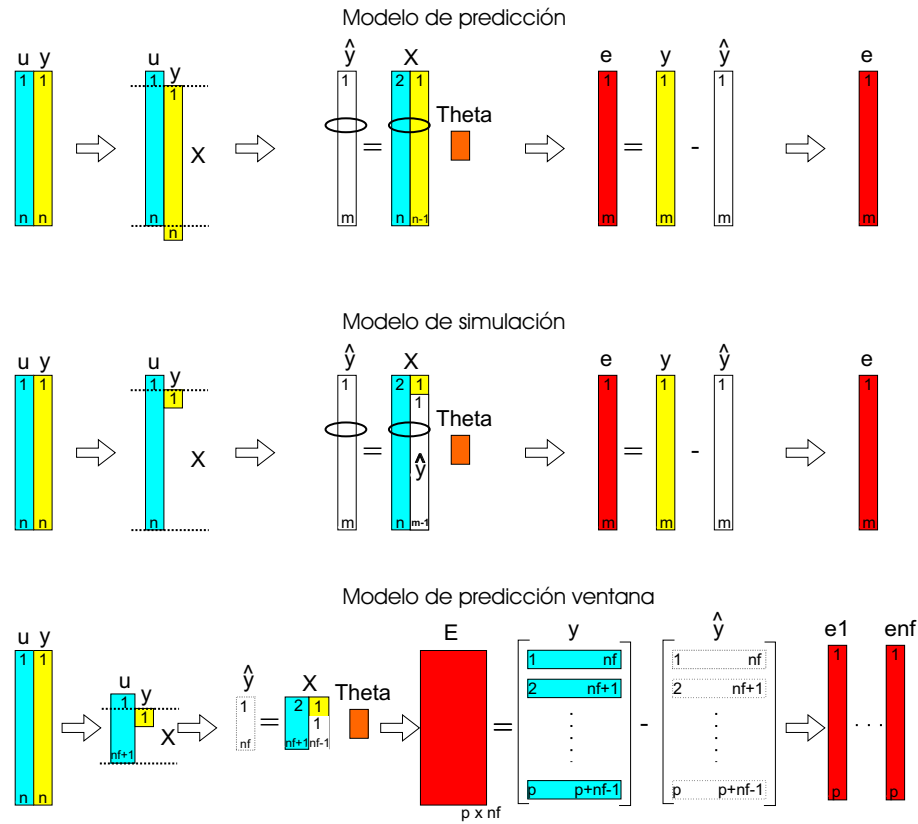 Modelo de predicción
u y u y ŷ X e y ŷ e
1 1 1 1 1 2 1 Theta 1 1 1 1
X = = -
n n n n m n n-1 m m m m
Modelo de simulación
u y u y ŷ X e y ŷ e
1 1 1 1 1 2 1 1 Theta 1 1 1 1
X = ŷ = -
n n n m n m-1 m m m m
Modelo de predicción ventana
u y u y ŷ X Theta E y ŷ e1 enf
1 1 1 1 1 2 1 1 1 nf 1 nf 1 1
X = = 2 nf+1 - 2 nf+1 . . .
nf+1 nf nf+1 nf-1
n n p x nf p p+nf-1 p p+nf-1 p p